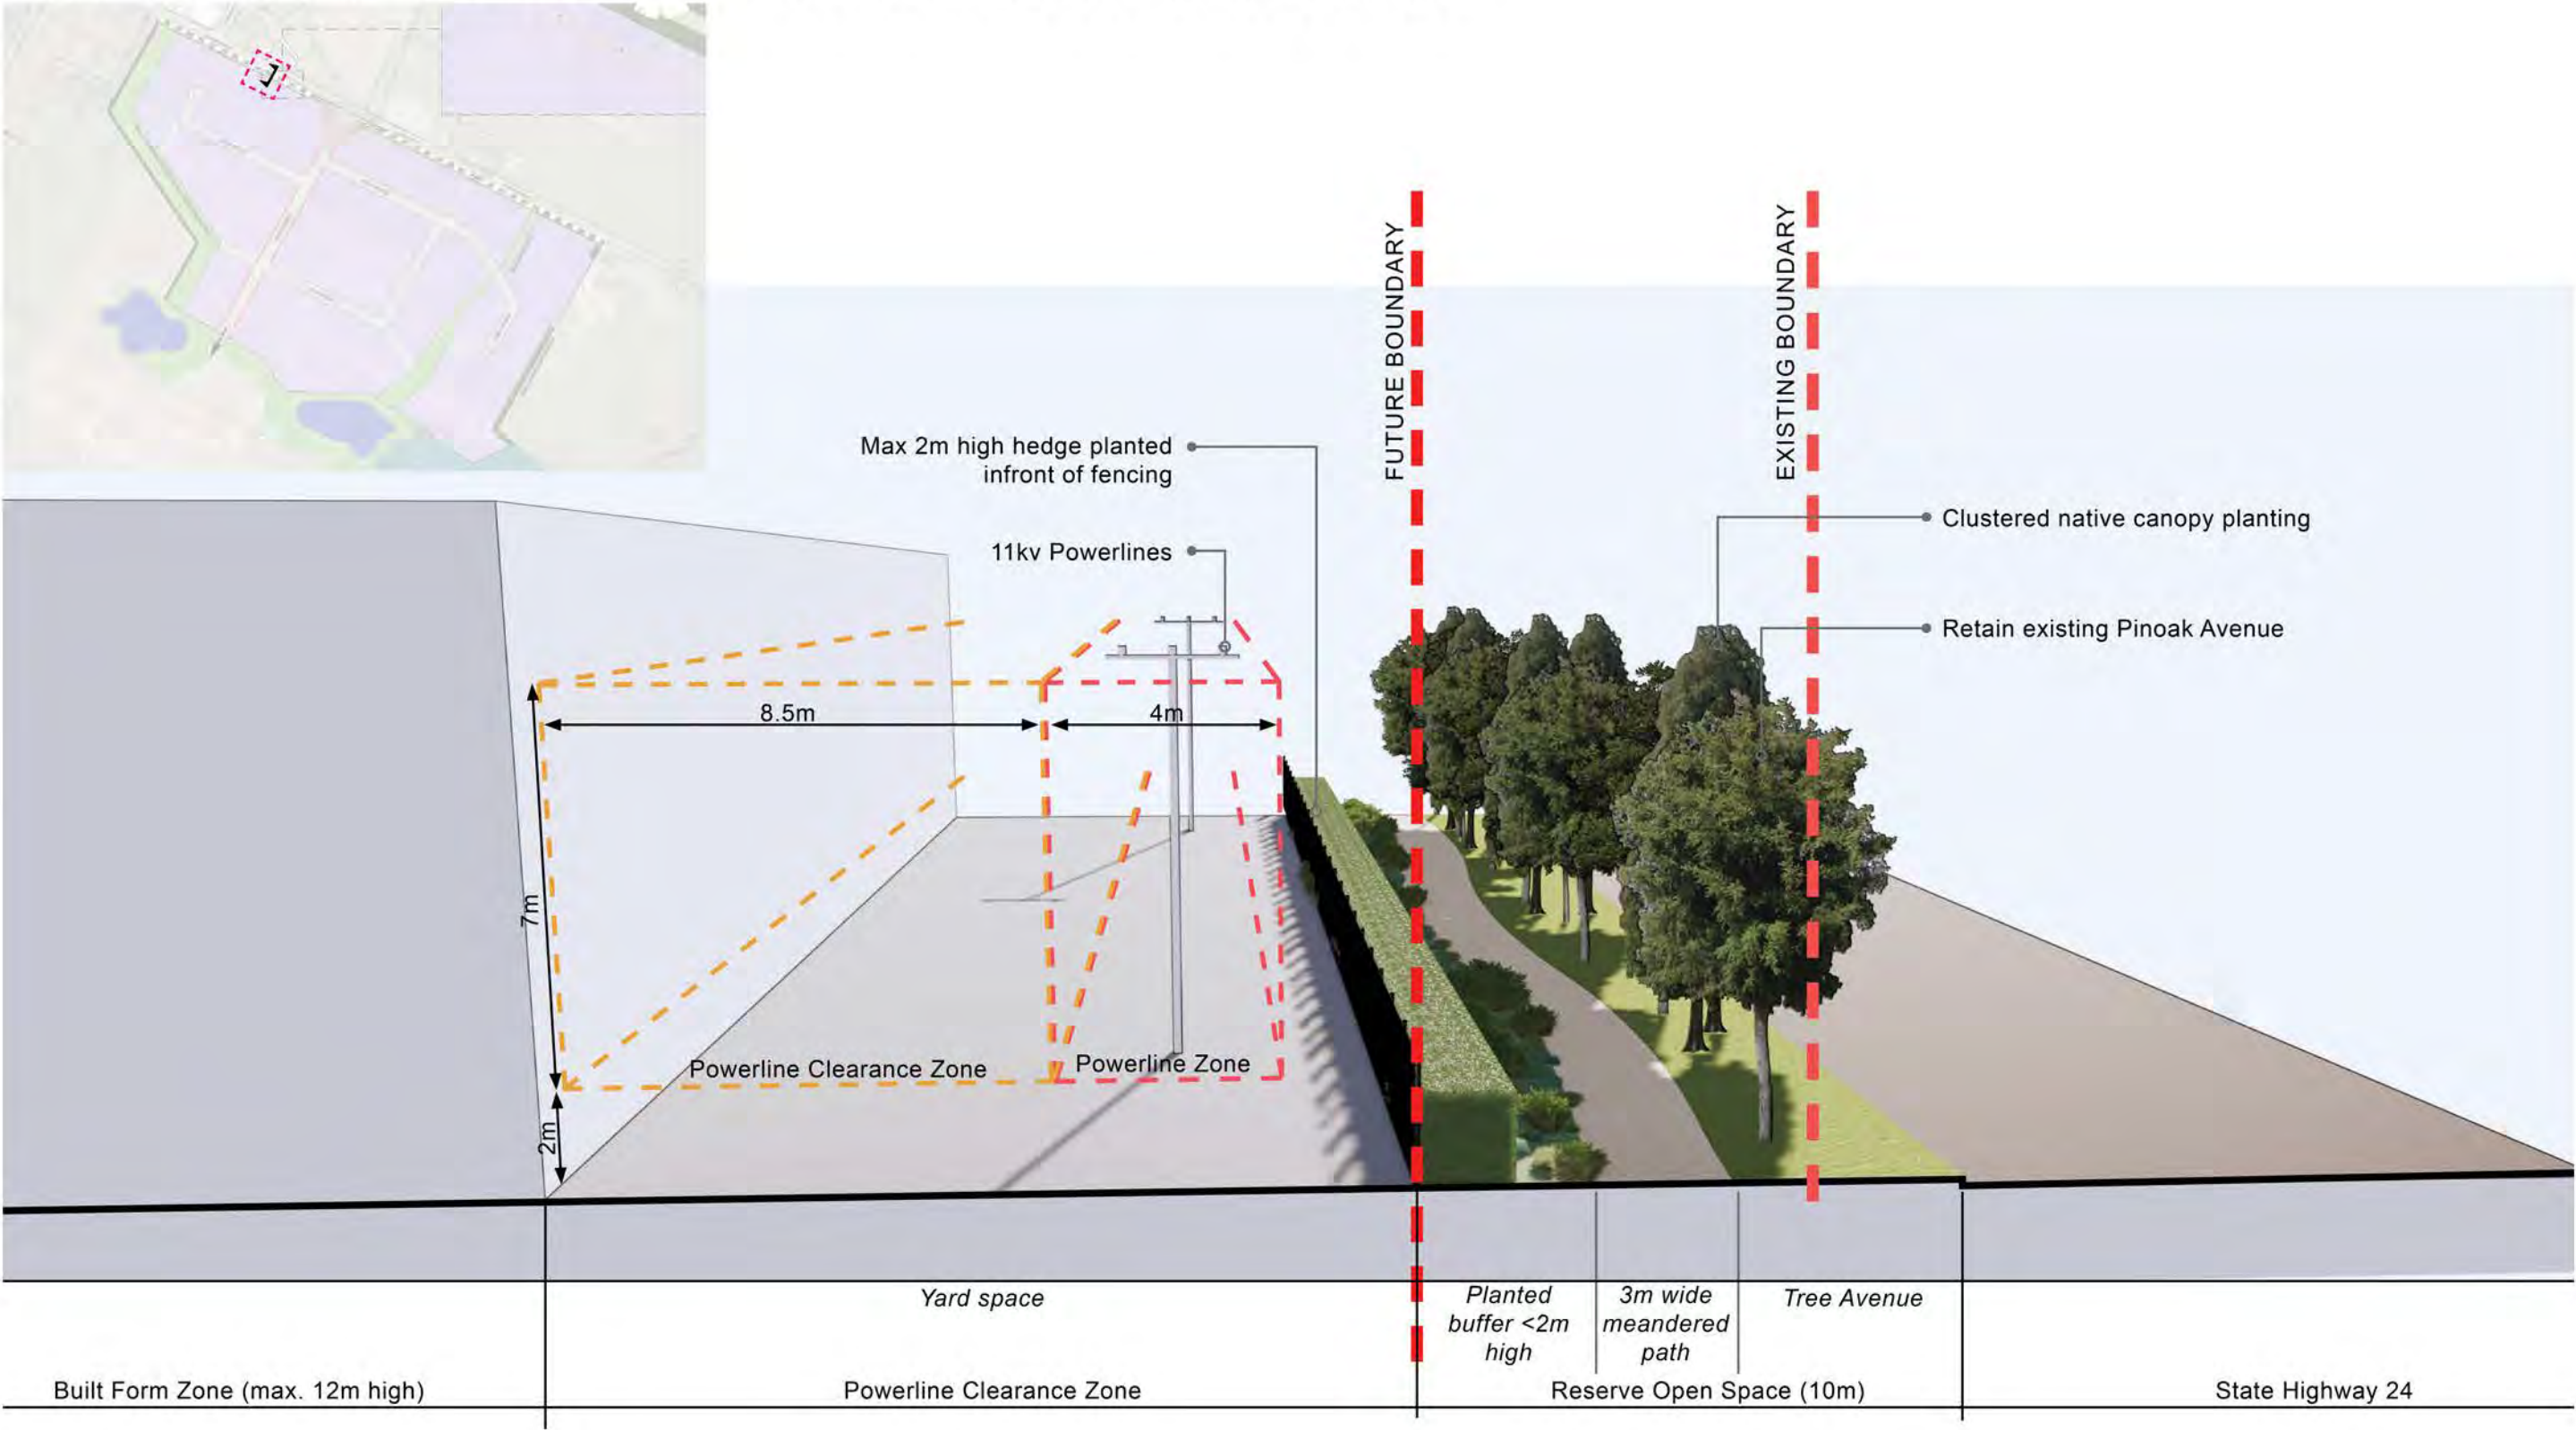 FUTURE BOUNDARY
EXISTING BOUNDARY
Max 2m high hedge planted
infront of fencing
11kv Powerlines
Clustered native canopy planting
Retain existing Pinoak Avenue
8.5m
4m
7m
2m
Powerline Clearance Zone
Powerline Zone
Yard space
Planted
buffer <2m
high
3m wide
meandered
path
Tree Avenue
Built Form Zone (max. 12m high)
Powerline Clearance Zone
Reserve Open Space (10m)
State Highway 24